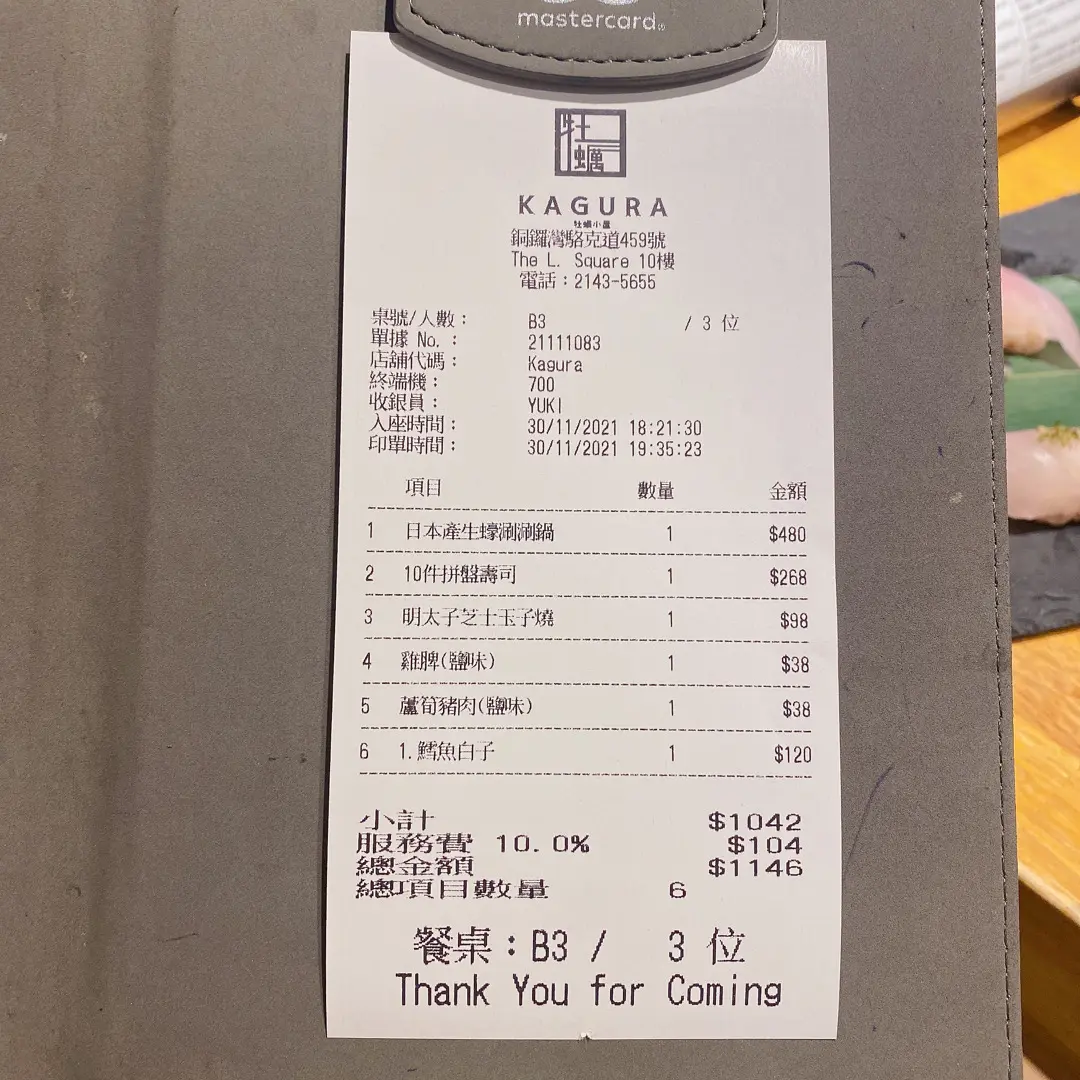 mastercard
牡蠣
KAGURA
牡蠣小屋
銅鑼灣駱克道459號
The L. Square 10樓
電話：2143-5655
桌號/人數： B3 / 3 位
單據 No.： 21111083
店舖代碼： Kagura
終端機： 700
收銀員： YUKI
入座時間： 30/11/2021 18:21:30
印單時間： 30/11/2021 19:35:23
項目 數量 金額
1 日本產生蠔涮涮鍋 1 $480
2 10件拼盤壽司 1 $268
3 明太子芝士玉子燒 1 $98
4 雞脾(鹽味) 1 $38
5 蘆筍豬肉(鹽味) 1 $38
6 1.鱈魚白子 1 $120
小計 $1042
服務費 10.0% $104
總金額 $1146
總項目數量 6
餐桌：B3 / 3 位
Thank You for Coming